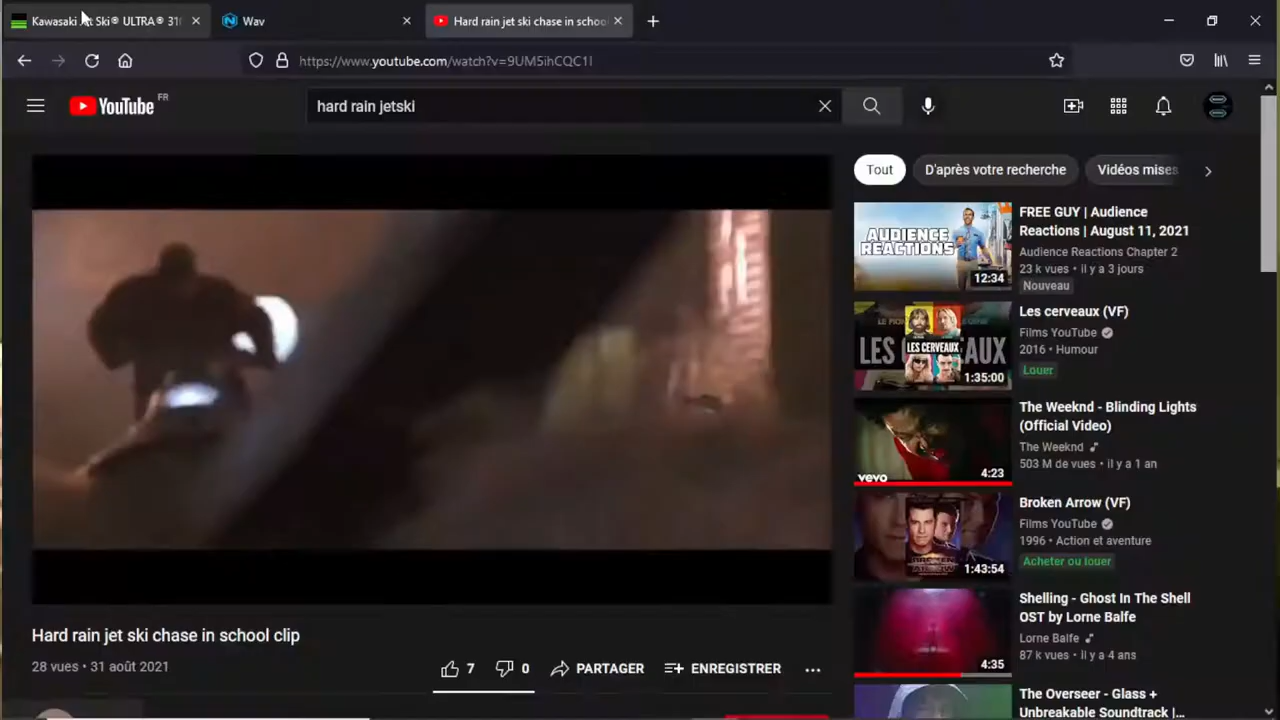 Kawasaki Jet Ski® ULTRA® 310
Wav
Hard rain jet ski chase in school
https://www.youtube.com/watch?v=9UM5ihCQC1I
YouTube FR
hard rain jetski
Tout
D'après votre recherche
Vidéos mises
AUDIENCE REACTIONS
12:34
FREE GUY | Audience
Reactions | August 11, 2021
Audience Reactions Chapter 2
23 k vues • il y a 3 jours
Nouveau
LES CERVEAUX
1:35:00
Les cerveaux (VF)
Films YouTube
2016 • Humour
Louer
vevo
4:23
The Weeknd - Blinding Lights
(Official Video)
The Weeknd
503 M de vues • il y a 1 an
BROKEN ARROW
1:43:54
Broken Arrow (VF)
Films YouTube
1996 • Action et aventure
Acheter ou louer
4:35
Shelling - Ghost In The Shell
OST by Lorne Balfe
Lorne Balfe
87 k vues • il y a 4 ans
The Overseer - Glass +
Unbreakable Soundtrack |...
Hard rain jet ski chase in school clip
28 vues • 31 août 2021
7
0
PARTAGER
ENREGISTRER